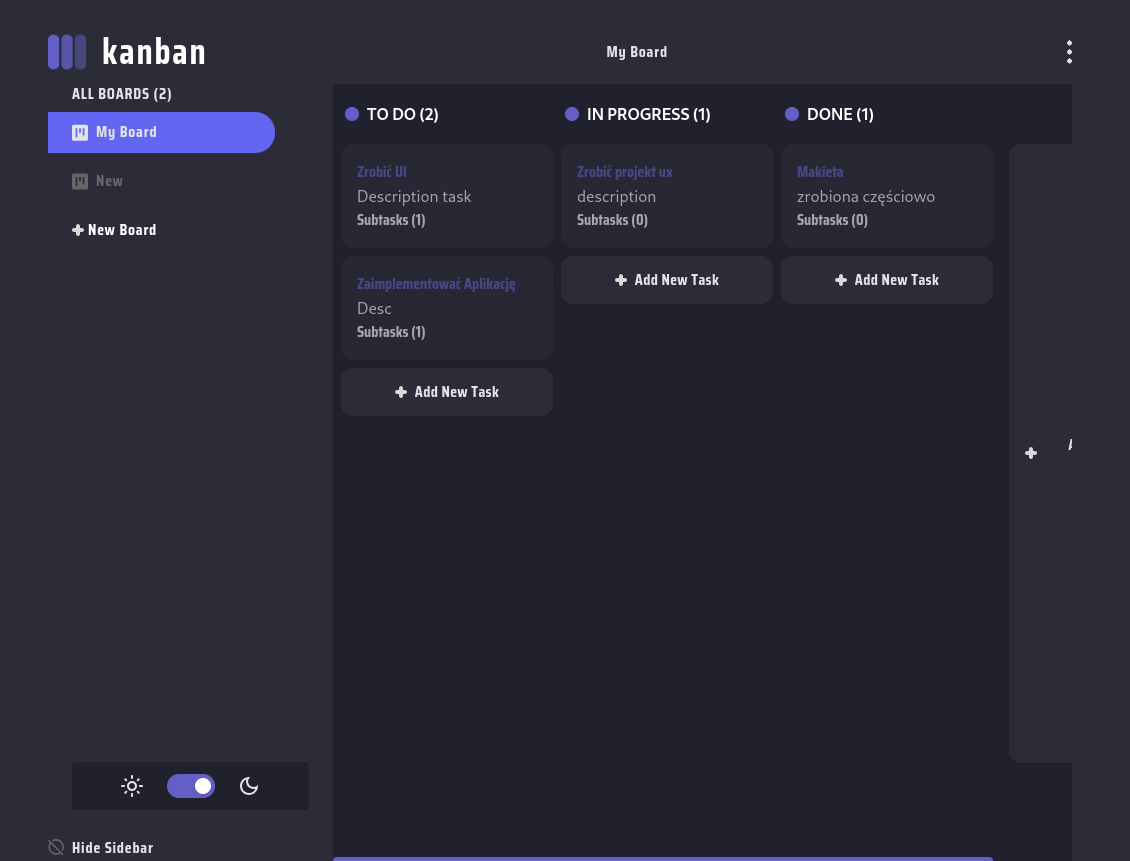 kanban
My Board
ALL BOARDS (2)
My Board
New
New Board
TO DO (2)
Zrobić UI
Description task
Subtasks (1)
Zaimplementować Aplikację
Desc
Subtasks (1)
Add New Task
IN PROGRESS (1)
Zrobić projekt ux
description
Subtasks (0)
Add New Task
DONE (1)
Makieta
zrobiona częściowo
Subtasks (0)
Add New Task
Hide Sidebar